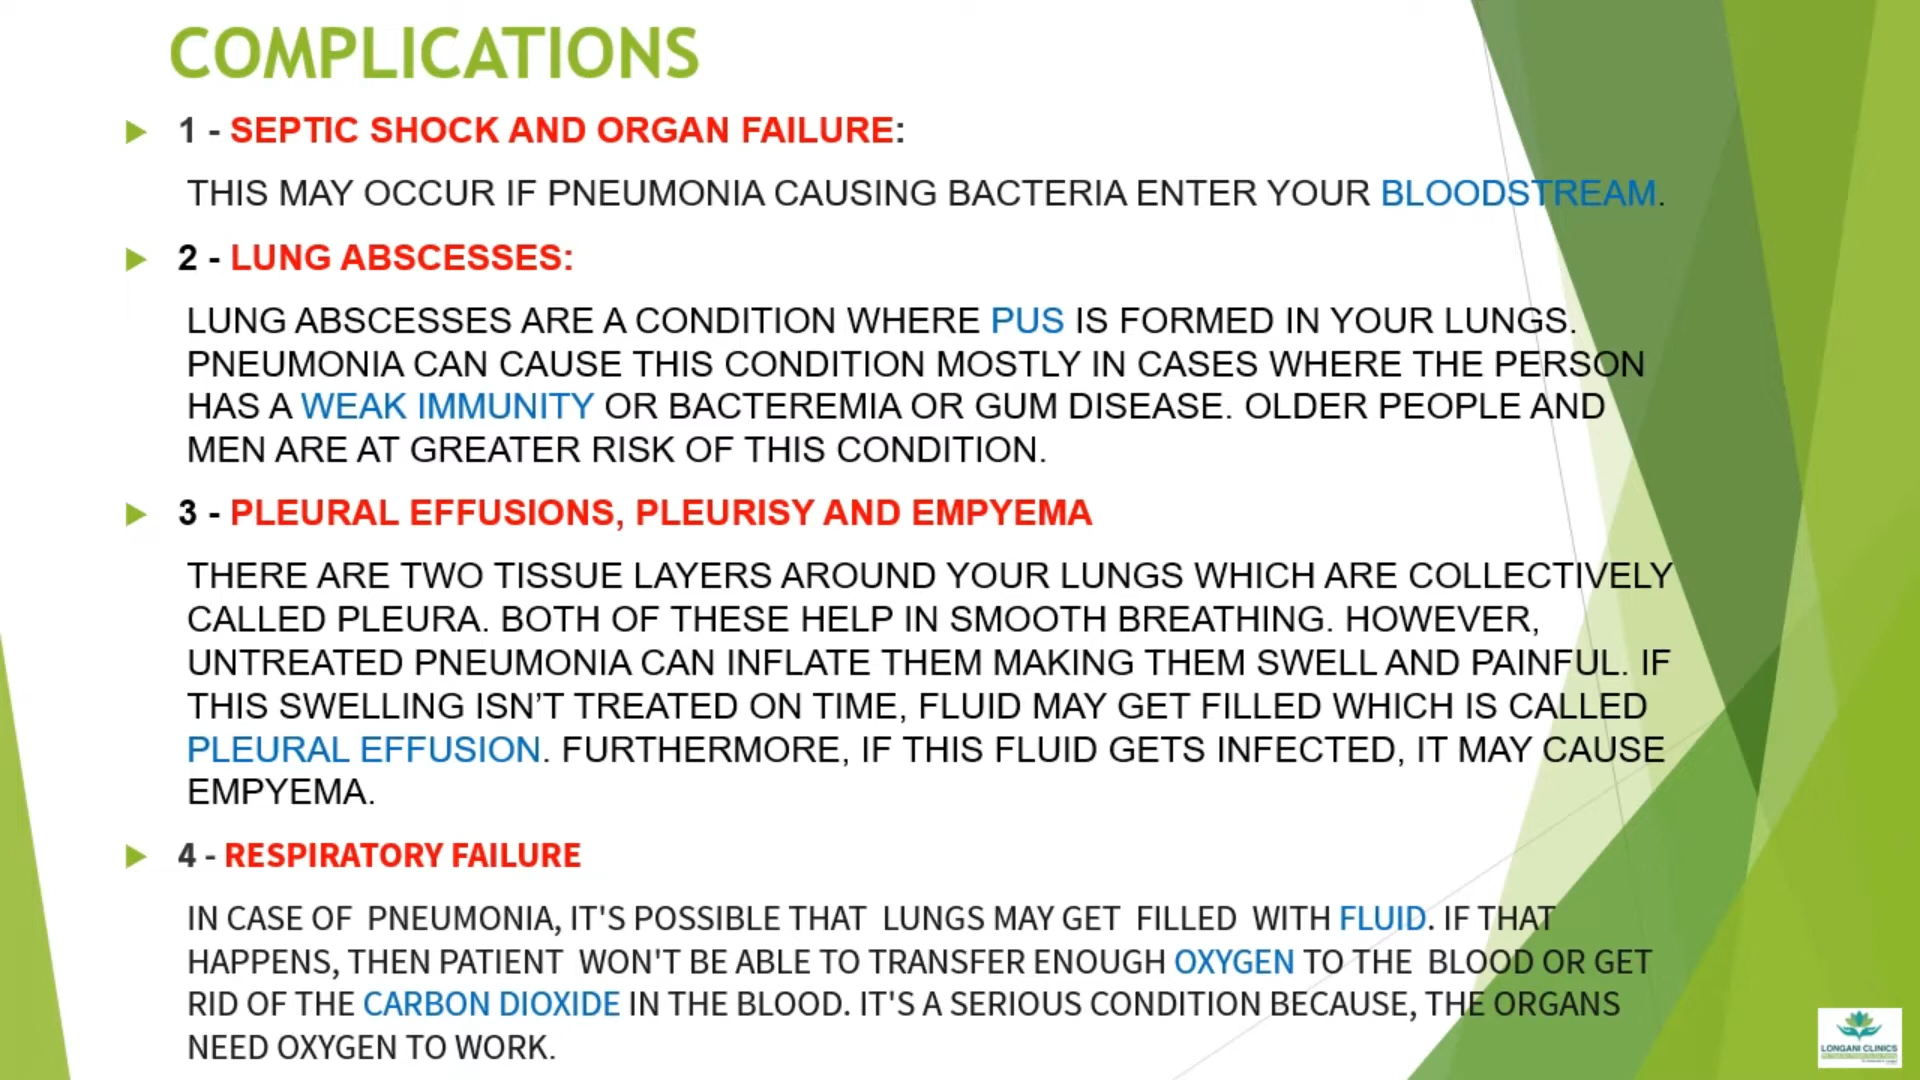 COMPLICATIONS
1 - SEPTIC SHOCK AND ORGAN FAILURE:
THIS MAY OCCUR IF PNEUMONIA CAUSING BACTERIA ENTER YOUR BLOODSTREAM.
2 - LUNG ABSCESSES:
LUNG ABSCESSES ARE A CONDITION WHERE PUS IS FORMED IN YOUR LUNGS.
PNEUMONIA CAN CAUSE THIS CONDITION MOSTLY IN CASES WHERE THE PERSON
HAS A WEAK IMMUNITY OR BACTEREMIA OR GUM DISEASE. OLDER PEOPLE AND
MEN ARE AT GREATER RISK OF THIS CONDITION.
3 - PLEURAL EFFUSIONS, PLEURISY AND EMPYEMA
THERE ARE TWO TISSUE LAYERS AROUND YOUR LUNGS WHICH ARE COLLECTIVELY
CALLED PLEURA. BOTH OF THESE HELP IN SMOOTH BREATHING. HOWEVER,
UNTREATED PNEUMONIA CAN INFLATE THEM MAKING THEM SWELL AND PAINFUL. IF
THIS SWELLING ISN’T TREATED ON TIME, FLUID MAY GET FILLED WHICH IS CALLED
PLEURAL EFFUSION. FURTHERMORE, IF THIS FLUID GETS INFECTED, IT MAY CAUSE
EMPYEMA.
4 - RESPIRATORY FAILURE
IN CASE OF PNEUMONIA, IT'S POSSIBLE THAT LUNGS MAY GET FILLED WITH FLUID. IF THAT
HAPPENS, THEN PATIENT WON'T BE ABLE TO TRANSFER ENOUGH OXYGEN TO THE BLOOD OR GET
RID OF THE CARBON DIOXIDE IN THE BLOOD. IT'S A SERIOUS CONDITION BECAUSE, THE ORGANS
NEED OXYGEN TO WORK.
LONGANI CLINICS